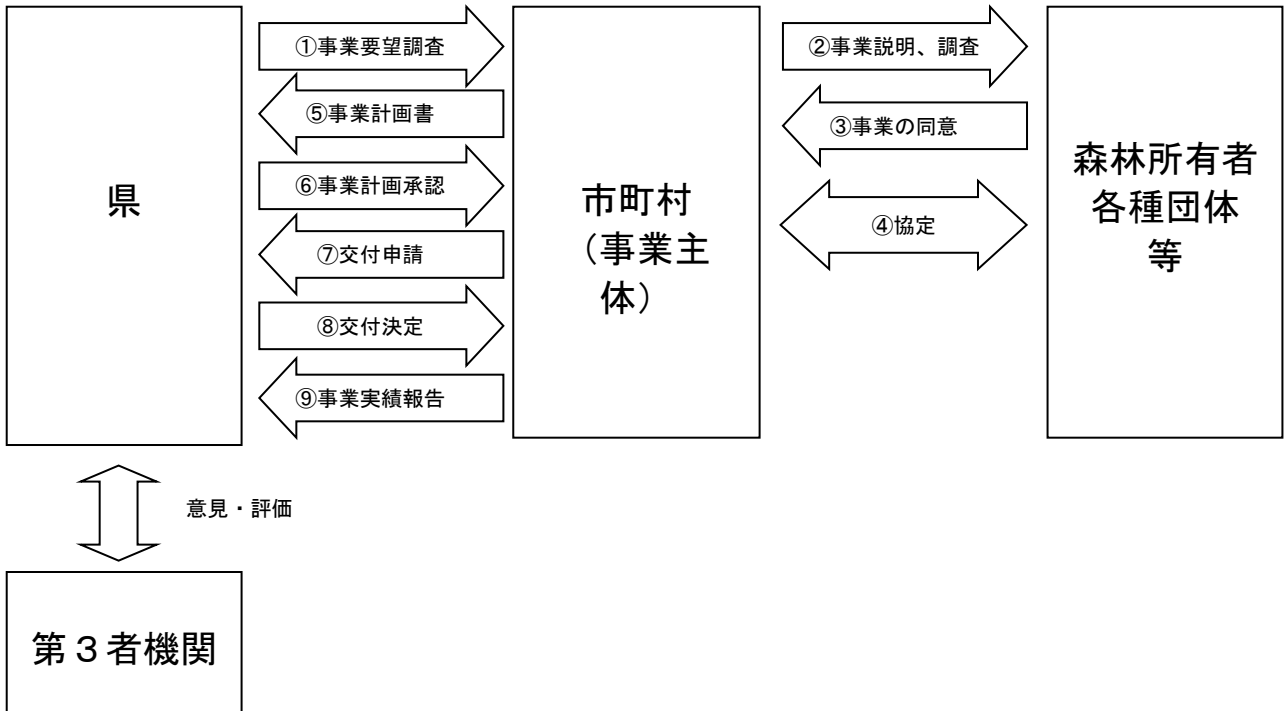 県
①事業要望調査
⑤事業計画書
⑥事業計画承認
⑦交付申請
⑧交付決定
⑨事業実績報告
市町村
（事業主
体）
②事業説明、調査
③事業の同意
④協定
森林所有者
各種団体
等
意見・評価
第３者機関